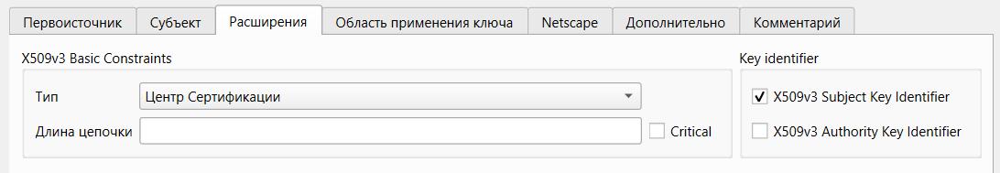 Первоисточник Субъект Расширения Область применения ключа Netscape Дополнительно Комментарий
X509v3 Basic Constraints
Тип Центр Сертификации
Длина цепочки Critical
Key identifier
X509v3 Subject Key Identifier
X509v3 Authority Key Identifier